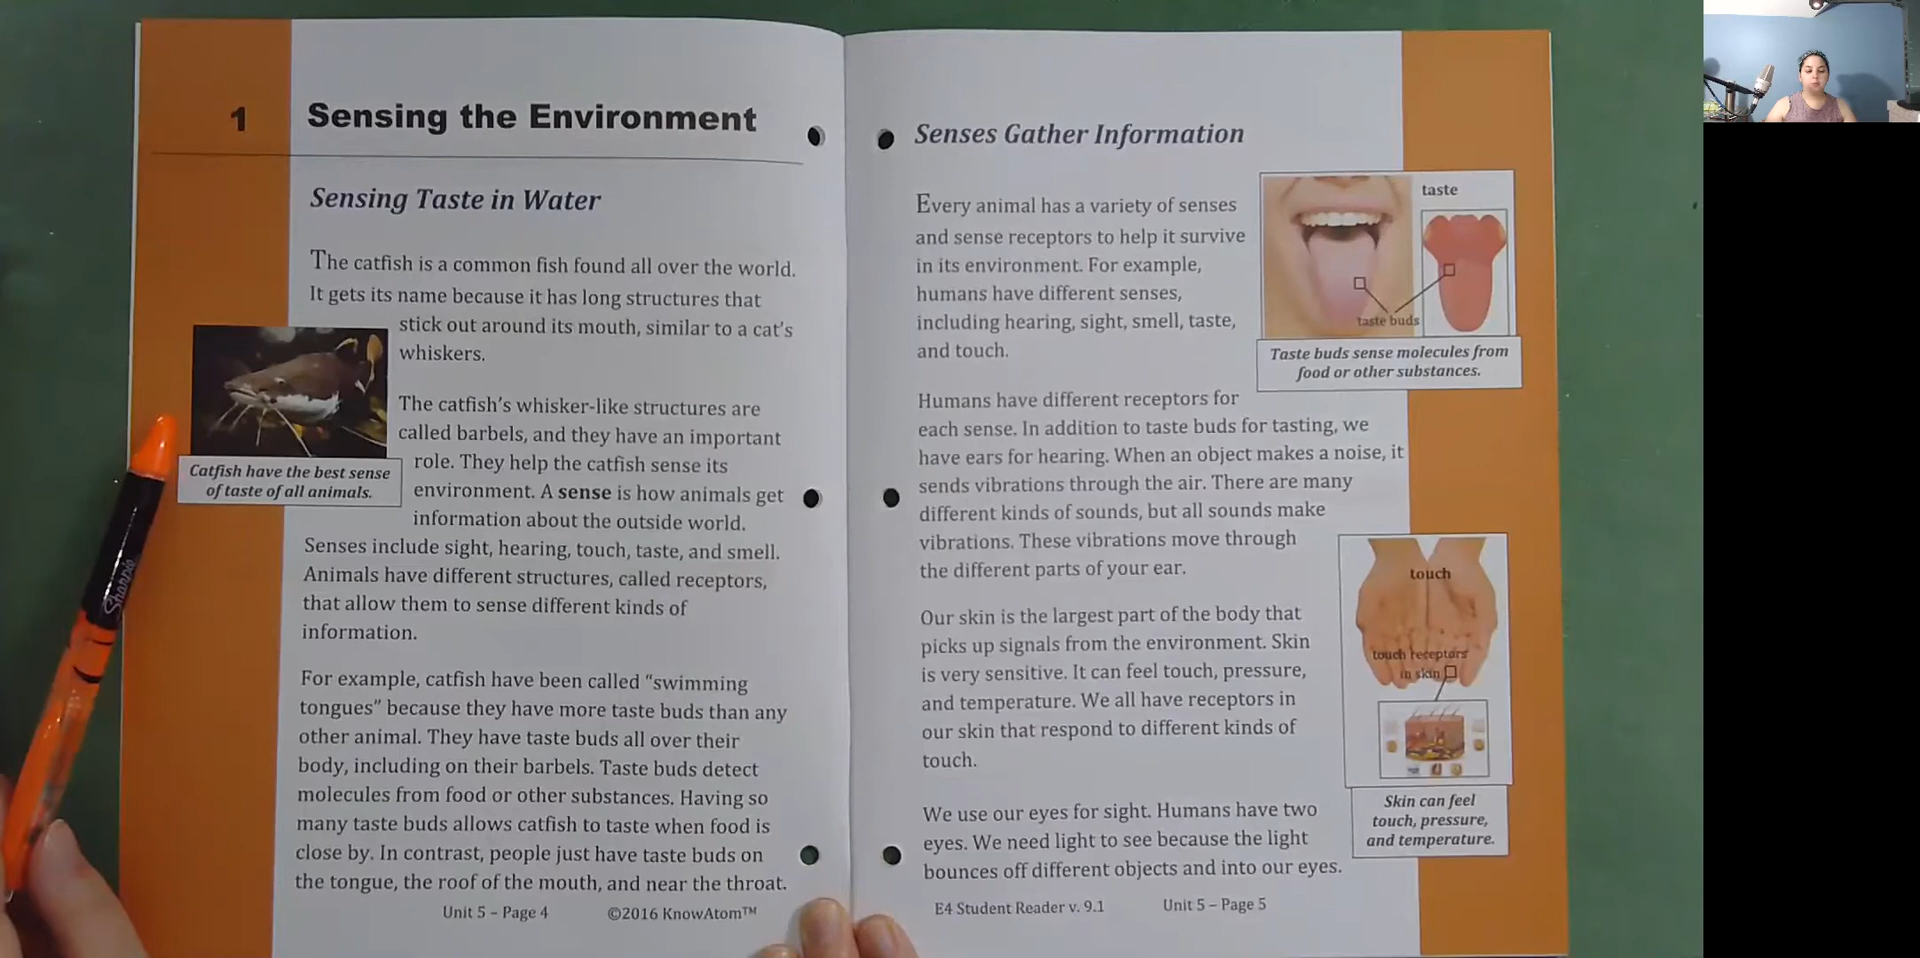 1 Sensing the Environment
Sensing Taste in Water
The catfish is a common fish found all over the world.
It gets its name because it has long structures that
stick out around its mouth, similar to a cat's
whiskers.
The catfish's whisker-like structures are
called barbels, and they have an important
role. They help the catfish sense its
environment. A sense is how animals get
information about the outside world.
Senses include sight, hearing, touch, taste, and smell.
Animals have different structures, called receptors,
that allow them to sense different kinds of
information.
Catfish have the best sense
of taste of all animals.
For example, catfish have been called “swimming
tongues” because they have more taste buds than any
other animal. They have taste buds all over their
body, including on their barbels. Taste buds detect
molecules from food or other substances. Having so
many taste buds allows catfish to taste when food is
close by. In contrast, people just have taste buds on
the tongue, the roof of the mouth, and near the throat.
Unit 5 – Page 4 ©2016 KnowAtom™
Sharpie
Senses Gather Information
Every animal has a variety of senses
and sense receptors to help it survive
in its environment. For example,
humans have different senses,
including hearing, sight, smell, taste,
and touch.
taste
taste buds
Taste buds sense molecules from
food or other substances.
Humans have different receptors for
each sense. In addition to taste buds for tasting, we
have ears for hearing. When an object makes a noise, it
sends vibrations through the air. There are many
different kinds of sounds, but all sounds make
vibrations. These vibrations move through
the different parts of your ear.
Our skin is the largest part of the body that
picks up signals from the environment. Skin
is very sensitive. It can feel touch, pressure,
and temperature. We all have receptors in
our skin that respond to different kinds of
touch.
touch
touch receptors
in skin
Skin can feel
touch, pressure,
and temperature.
We use our eyes for sight. Humans have two
eyes. We need light to see because the light
bounces off different objects and into our eyes.
E4 Student Reader v. 9.1 Unit 5 – Page 5